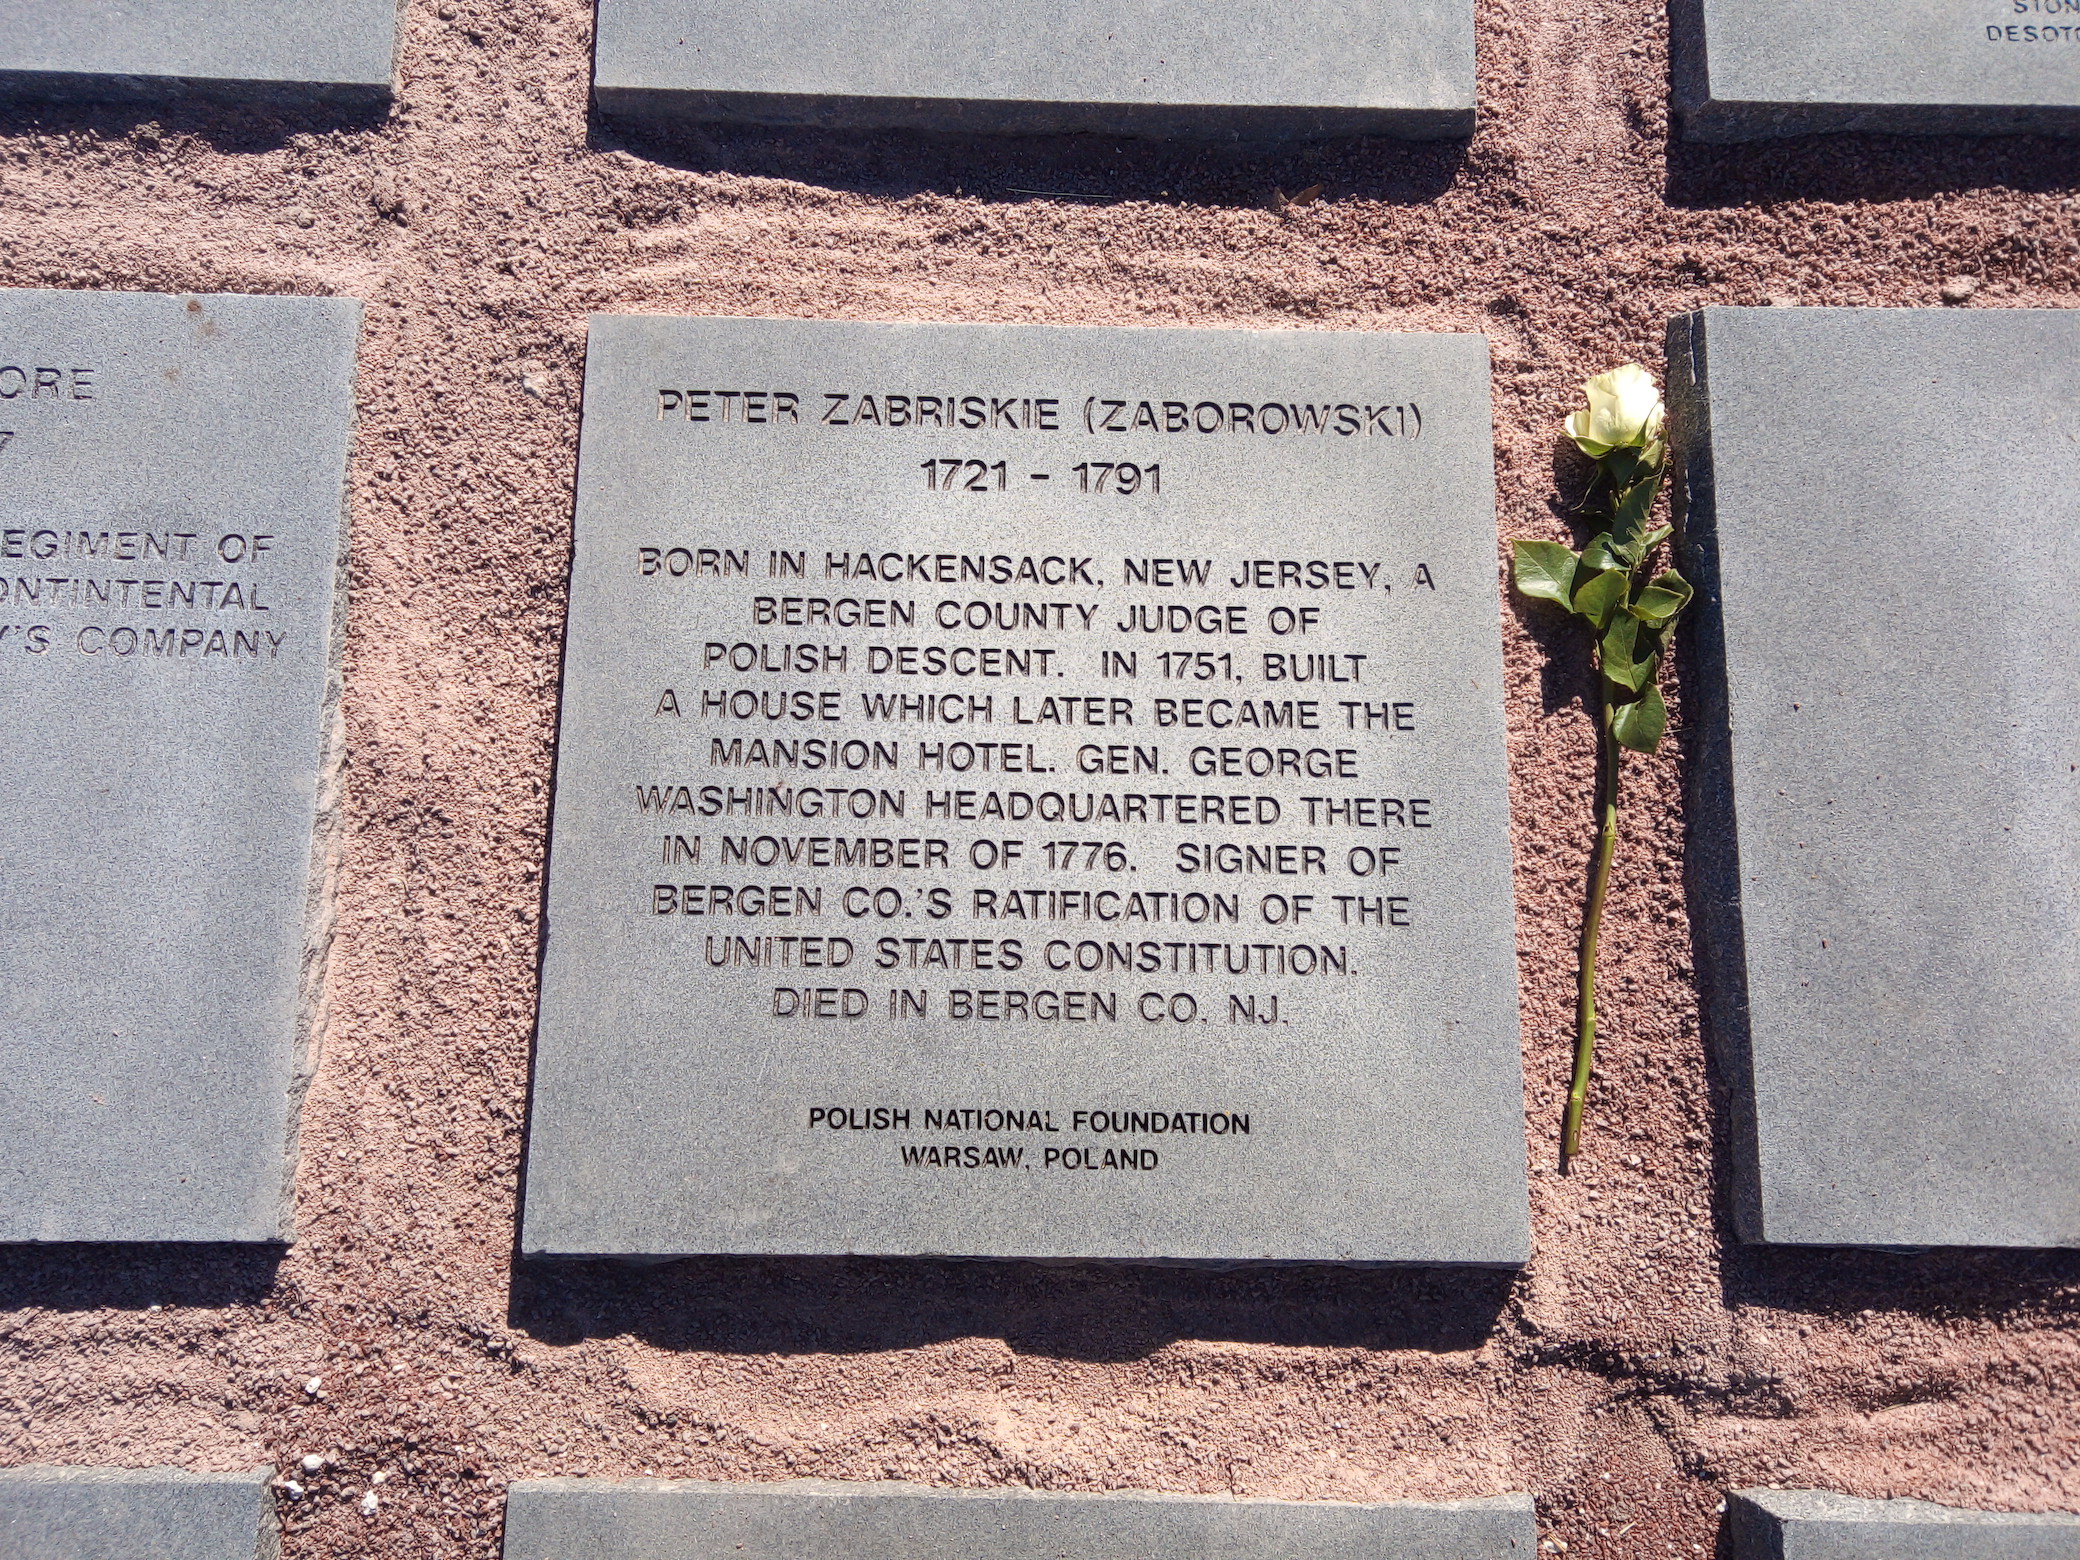 STON
DESOTO
ORE
7
EGIMENT OF
ONTINTENTAL
Y'S COMPANY
PETER ZABRISKIE (ZABOROWSKI)
1721 - 1791
BORN IN HACKENSACK, NEW JERSEY, A
BERGEN COUNTY JUDGE OF
POLISH DESCENT. IN 1751, BUILT
A HOUSE WHICH LATER BECAME THE
MANSION HOTEL. GEN. GEORGE
WASHINGTON HEADQUARTERED THERE
IN NOVEMBER OF 1776. SIGNER OF
BERGEN CO.'S RATIFICATION OF THE
UNITED STATES CONSTITUTION.
DIED IN BERGEN CO. NJ.
POLISH NATIONAL FOUNDATION
WARSAW, POLAND